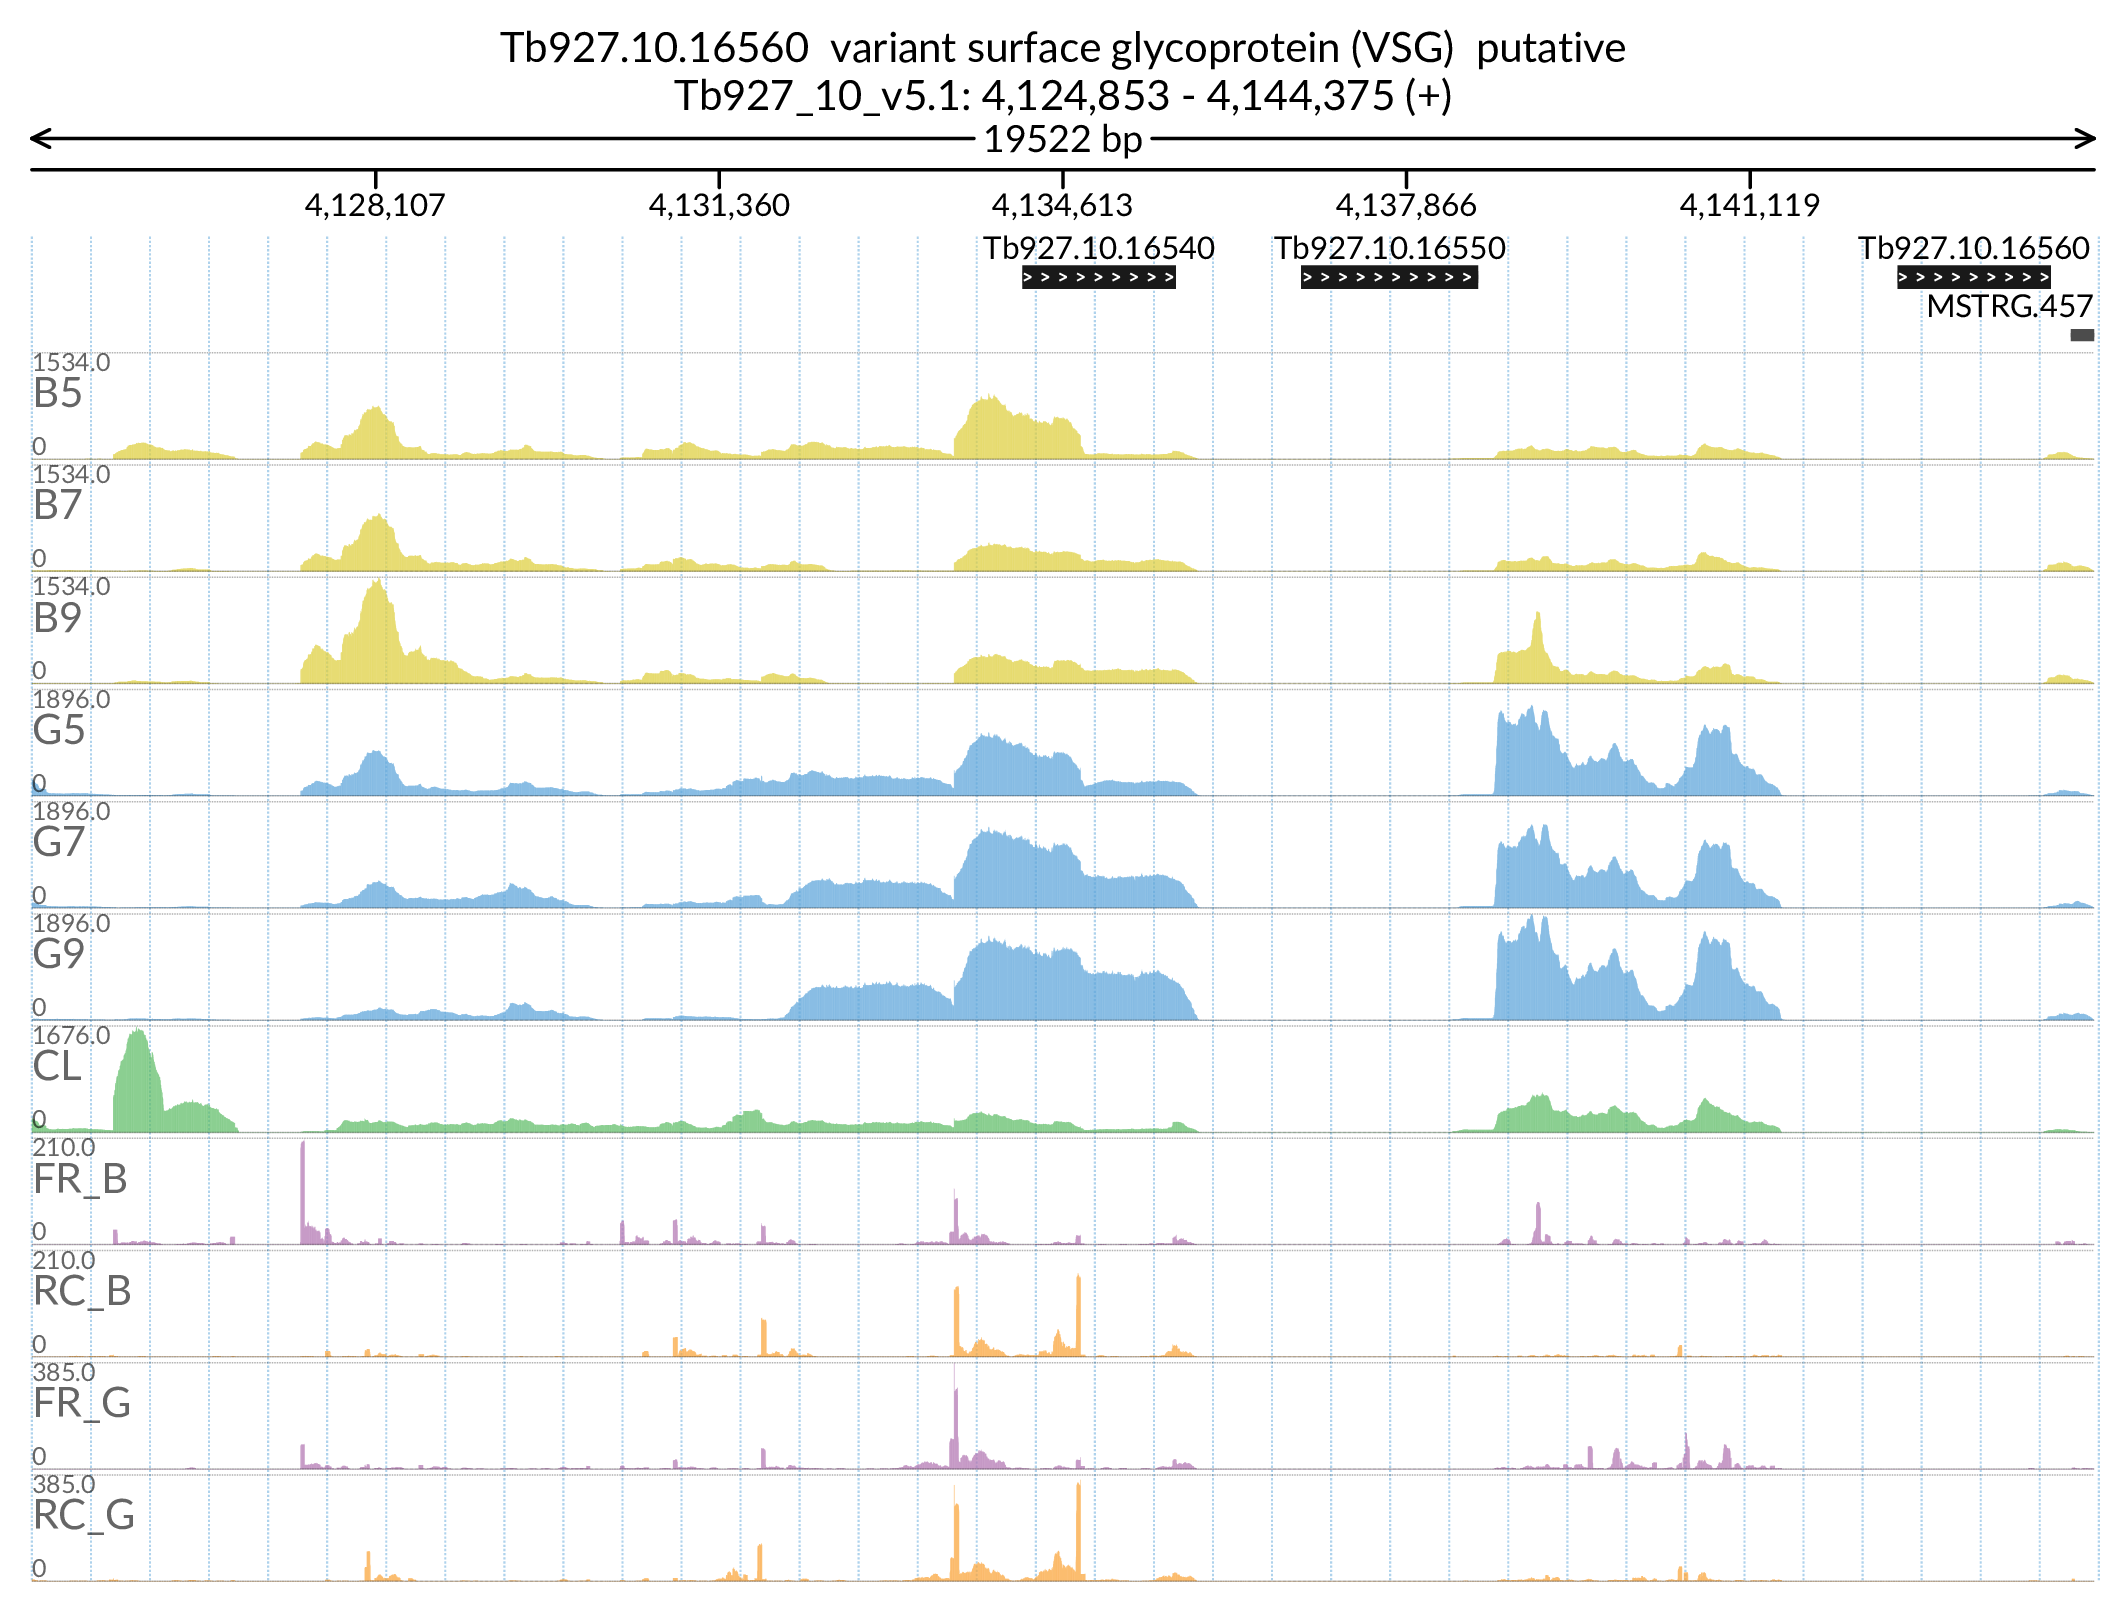 Tb927.10.16560 variant surface glycoprotein (VSG) putative
Tb927_10_v5.1: 4,124,853 - 4,144,375 (+)
19522 bp
4,128,107 4,131,360 4,134,613 4,137,866 4,141,119
Tb927.10.16540 Tb927.10.16550 Tb927.10.16560
MSTRG.457
1534.0
B5
0
1534.0
B7
0
1534.0
B9
0
1896.0
G5
0
1896.0
G7
0
1896.0
G9
0
1676.0
CL
0
210.0
FR_B
0
210.0
RC_B
0
385.0
FR_G
0
385.0
RC_G
0